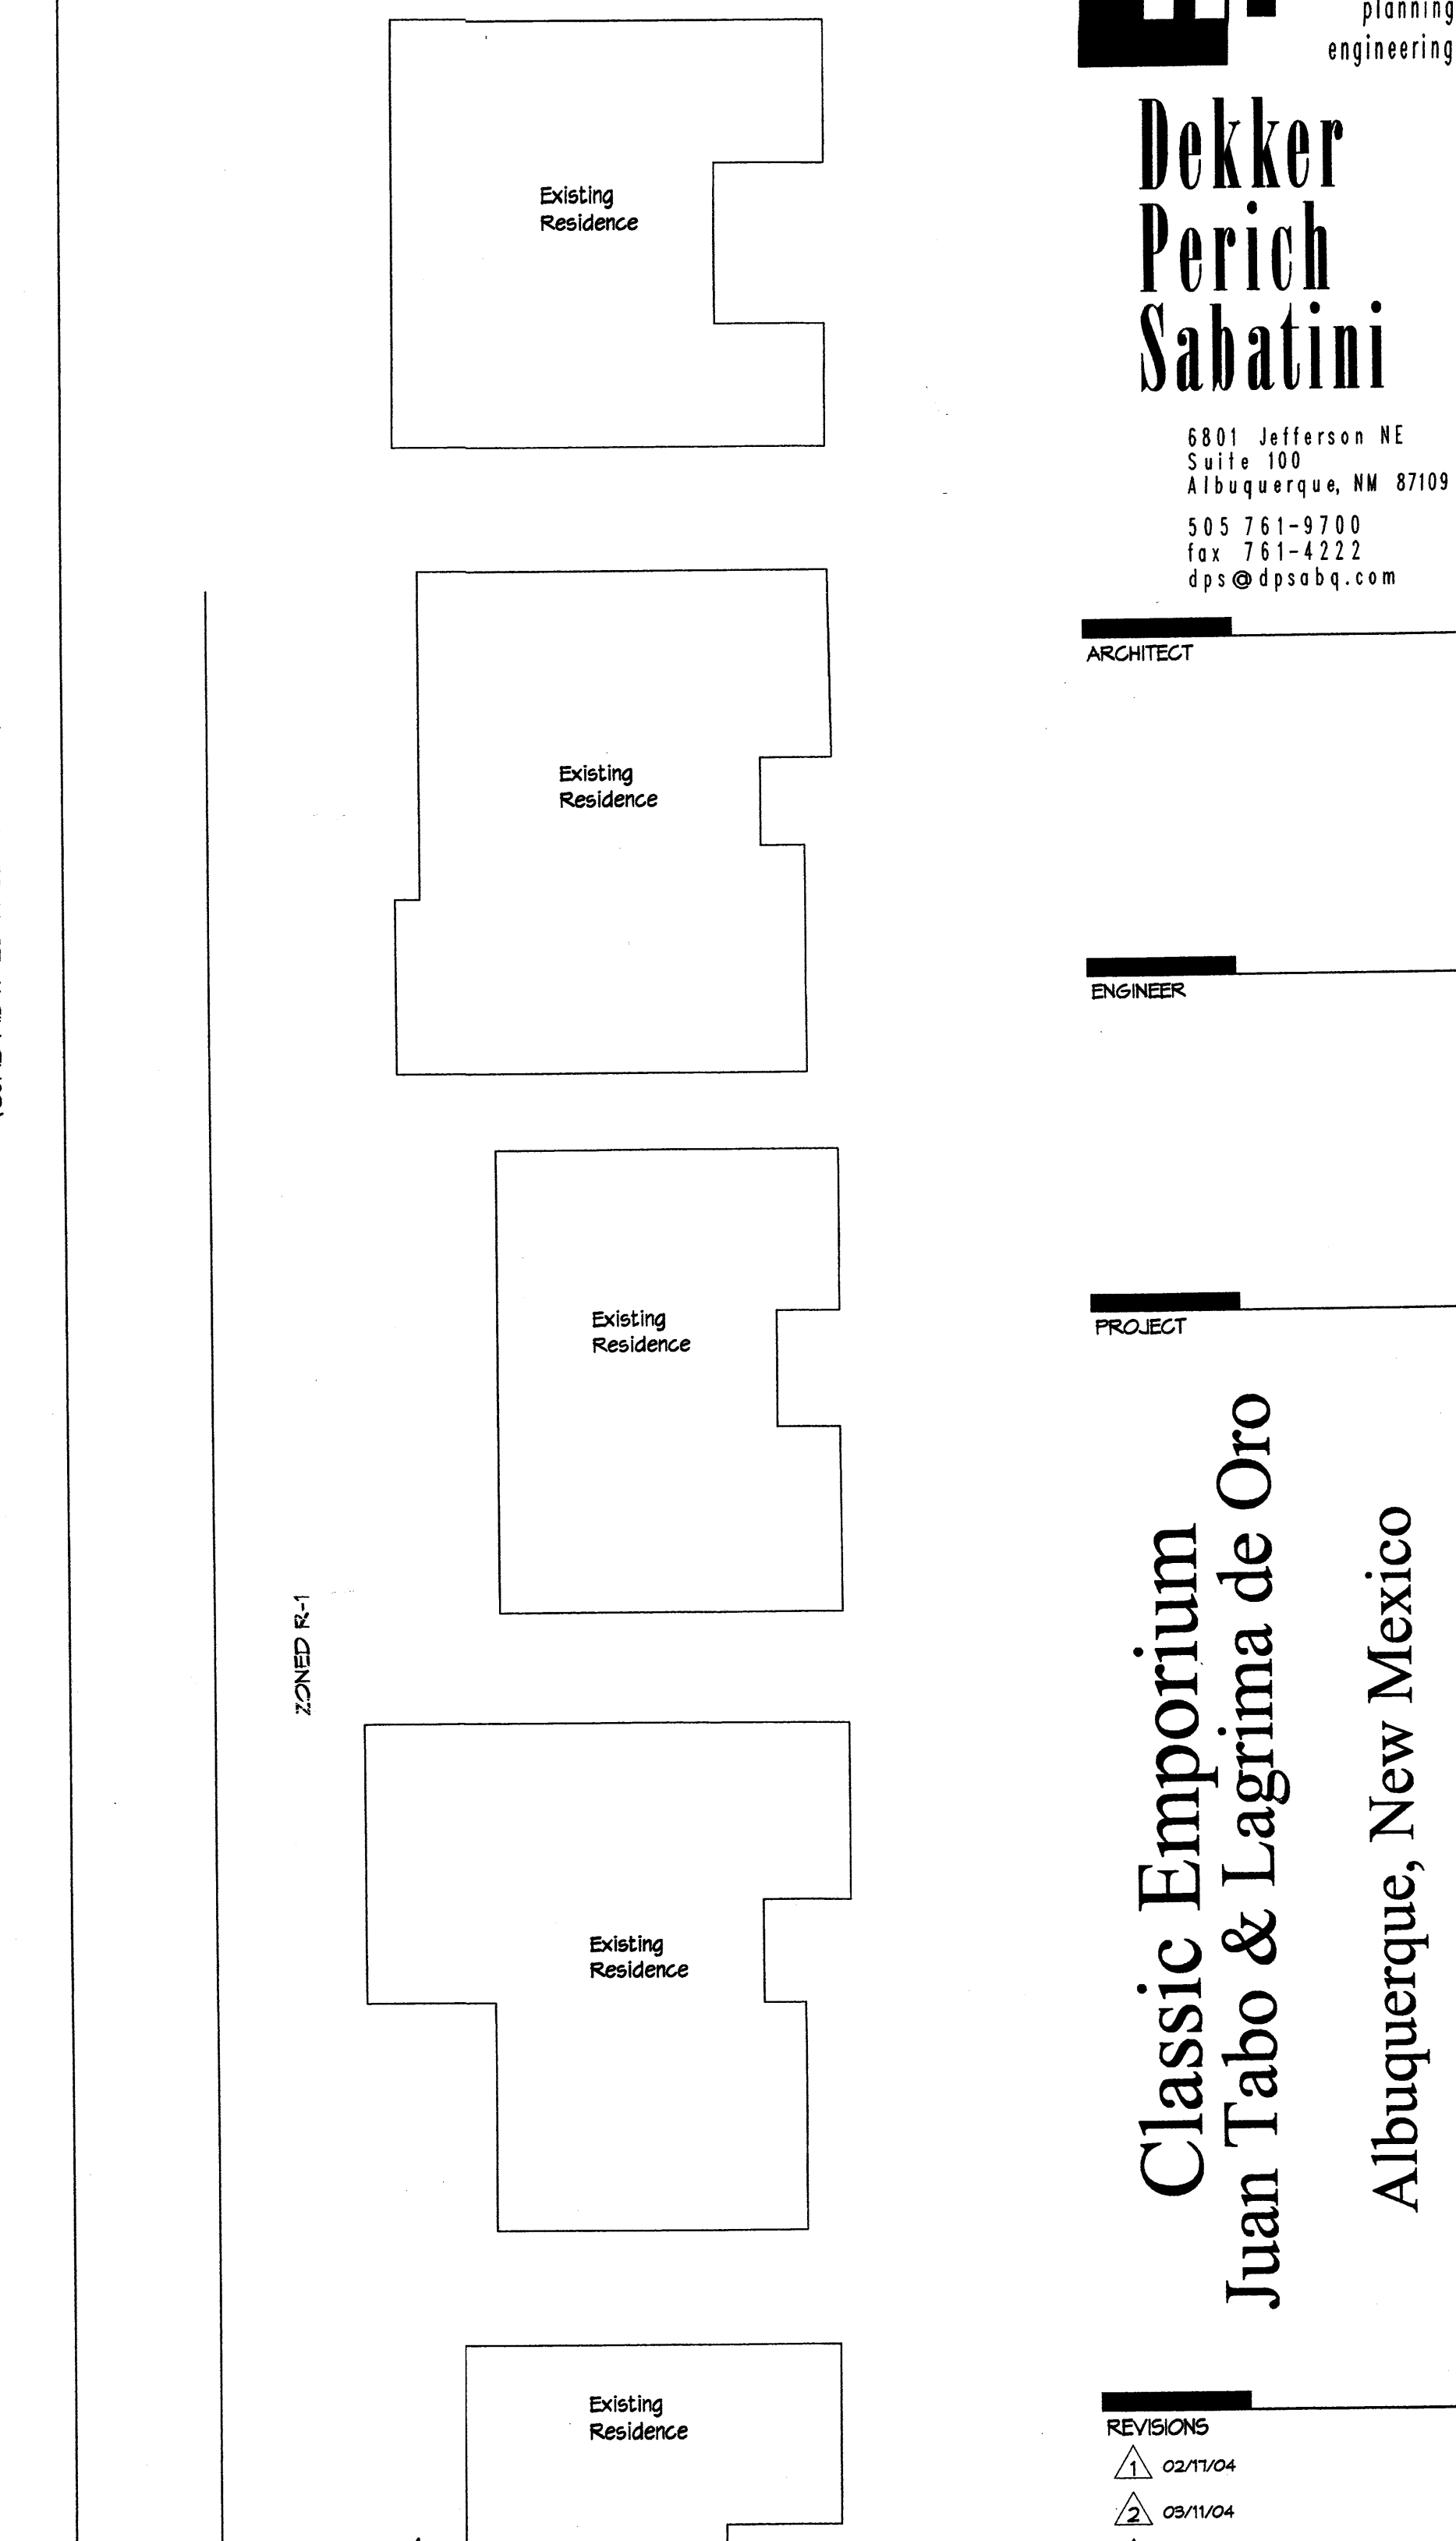 planning
engineering
Dekker
Perich
Sabatini
6801 Jefferson NE
Suite 100
Albuquerque, NM 87109
505 761-9700
fax 761-4222
dps@dpsabq.com
ARCHITECT
ENGINEER
PROJECT
Classic Emporium
Juan Tabo & Lagrima de Oro
Albuquerque, New Mexico
REVISIONS
1 02/17/04
2 03/11/04
Existing
Residence
Existing
Residence
Existing
Residence
ZONED R-1
Existing
Residence
Existing
Residence